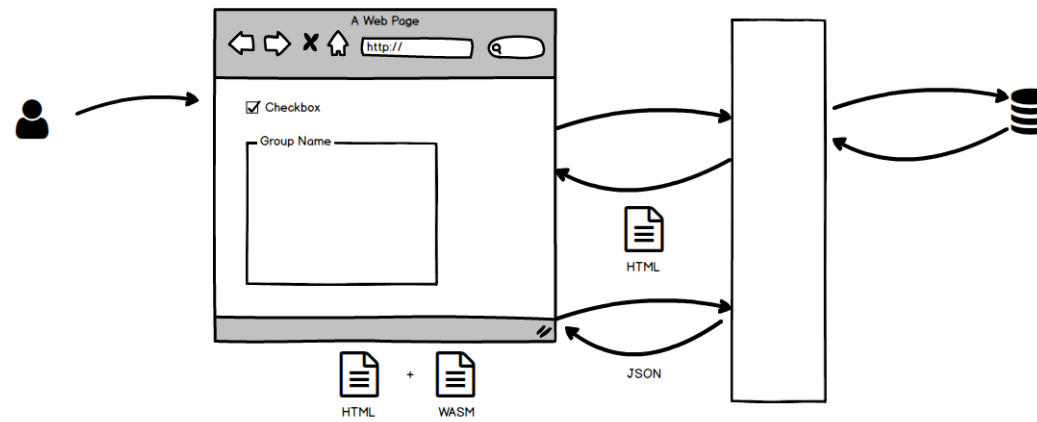 A Web Page
http://
Checkbox
Group Name
HTML
JSON
+
HTML
WASM